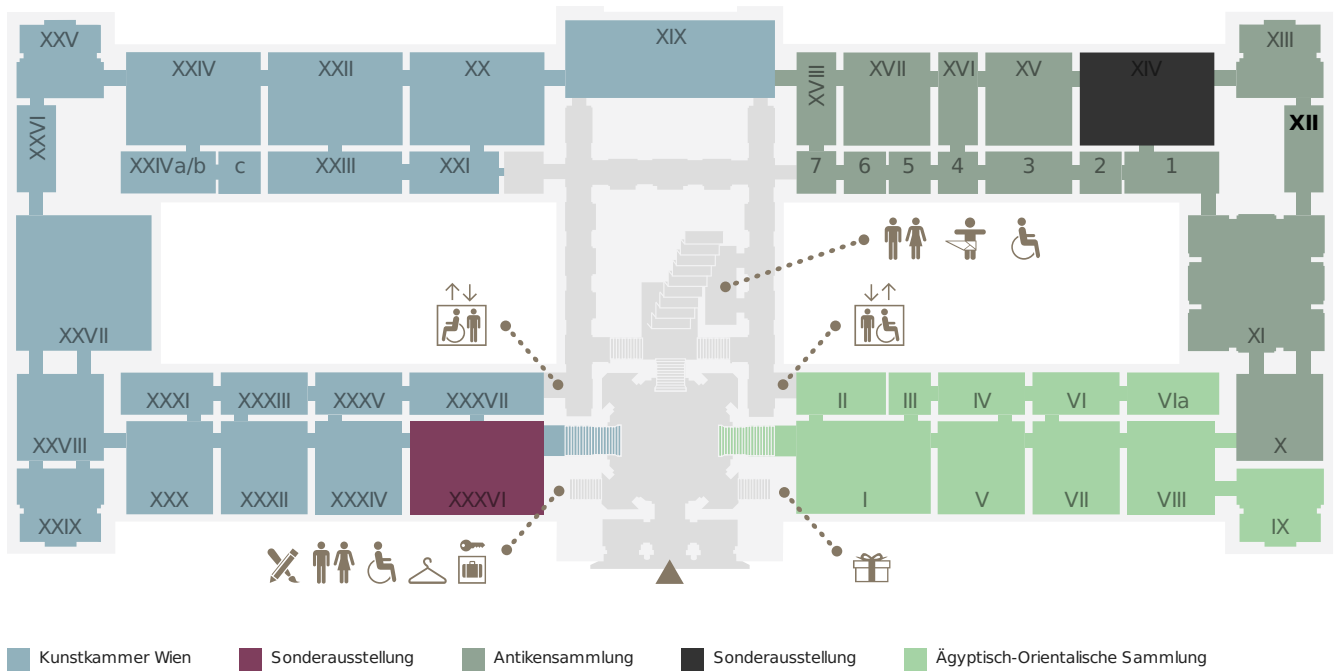 XXV
XIX
XIII
XXIV
XXII
XX
XVIII
XVII
XVI
XV
XIV
XXVI
XII
XXIVa/b
c
XXIII
XXI
7
6
5
4
3
2
1
XXVII
XI
XXXI
XXXIII
XXXV
XXXVII
II
III
IV
VI
VIa
XXVIII
X
XXX
XXXII
XXXIV
XXXVI
I
V
VII
VIII
XXIX
IX
Kunstkammer Wien
Sonderausstellung
Antikensammlung
Sonderausstellung
Ägyptisch-Orientalische Sammlung